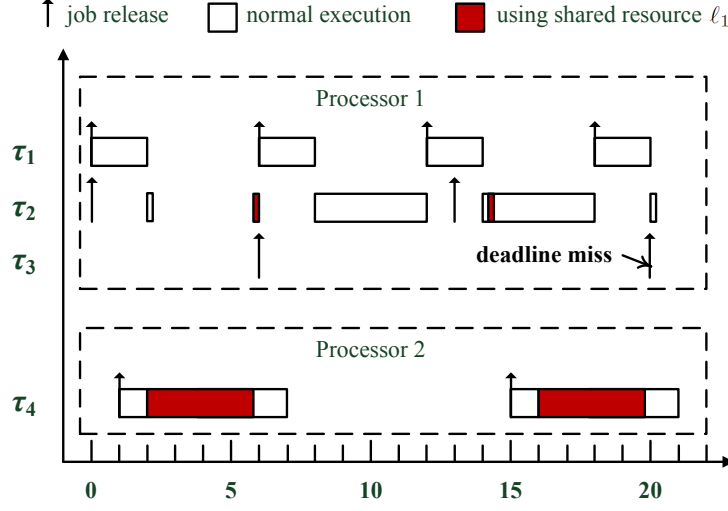 job release normal execution using shared resource ℓ1
Processor 1
τ1
τ2
τ3
deadline miss
Processor 2
τ4
0 5 10 15 20